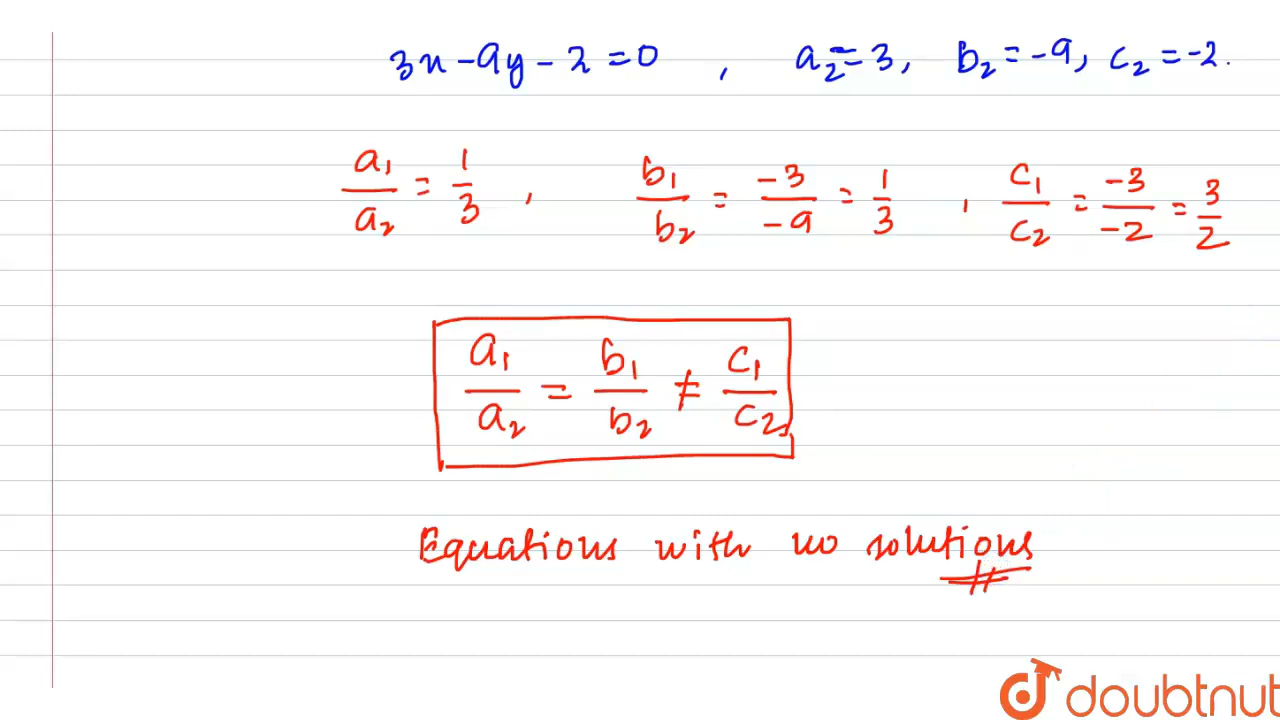 3x - 9y - 2 = 0 , a₂ = 3, b₂ = -9, c₂ = -2.
a₁/a₂ = 1/3 , b₁/b₂ = -3/-9 = 1/3 , c₁/c₂ = -3/-2 = 3/2
a₁/a₂ = b₁/b₂ ≠ c₁/c₂
Equations with no solutions
doubtnut